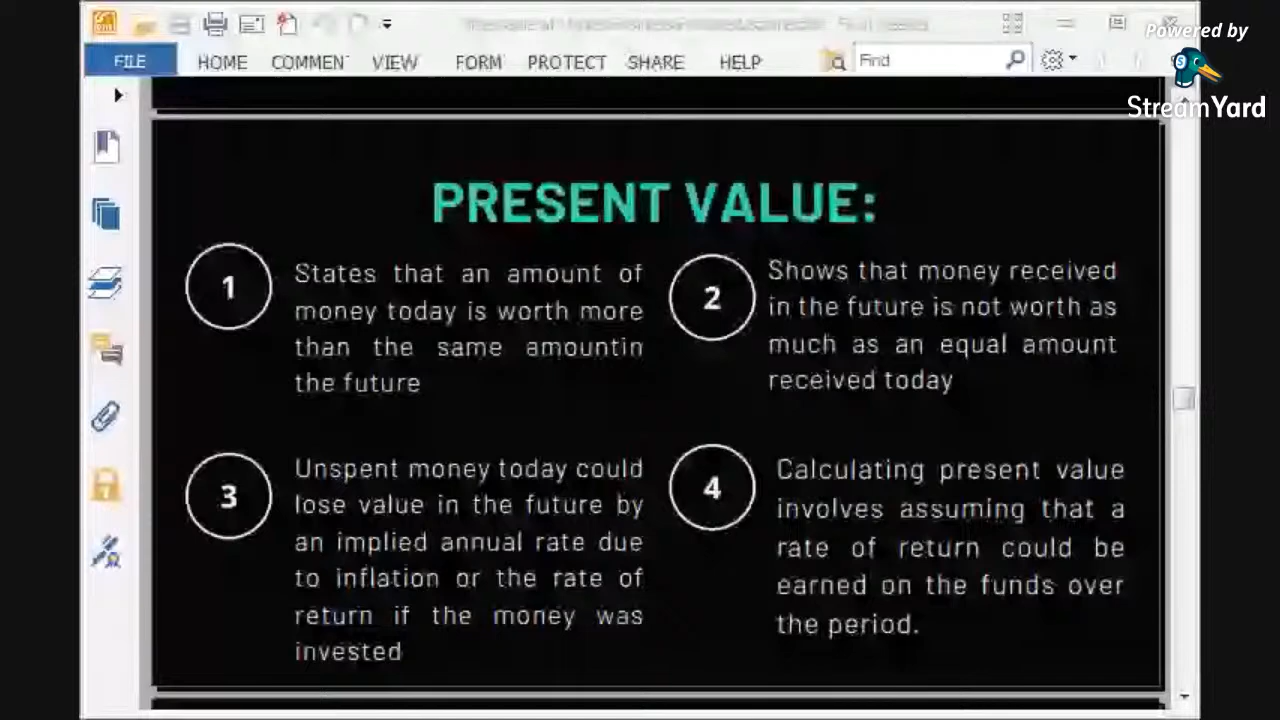 Powered by
StreamYard
FILE HOME COMMEN VIEW FORM PROTECT SHARE HELP Find
PRESENT VALUE:
1
States that an amount of
money today is worth more
than the same amountin
the future
2
Shows that money received
in the future is not worth as
much as an equal amount
received today
3
Unspent money today could
lose value in the future by
an implied annual rate due
to inflation or the rate of
return if the money was
invested
4
Calculating present value
involves assuming that a
rate of return could be
earned on the funds over
the period.